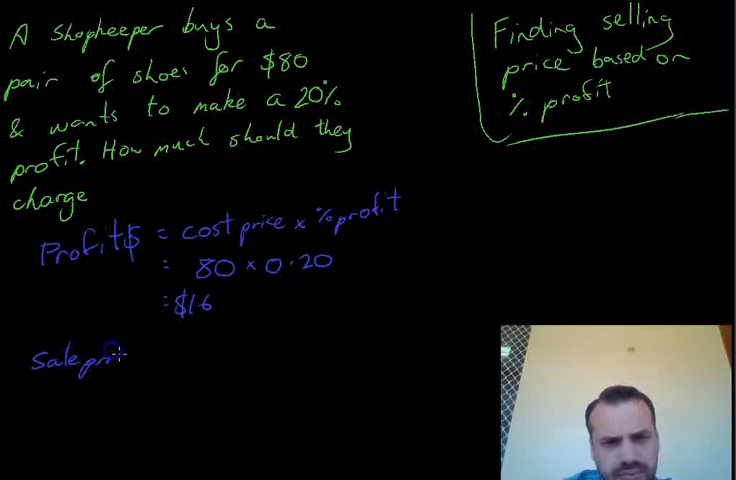 A Shopkeeper buys a
pair of shoes for $80
& wants to make a 20%
profit. How much should they
charge
Finding selling
price based on
% profit
Profit$ = cost price x % profit
= 80 x 0.20
= $16
Sale pri